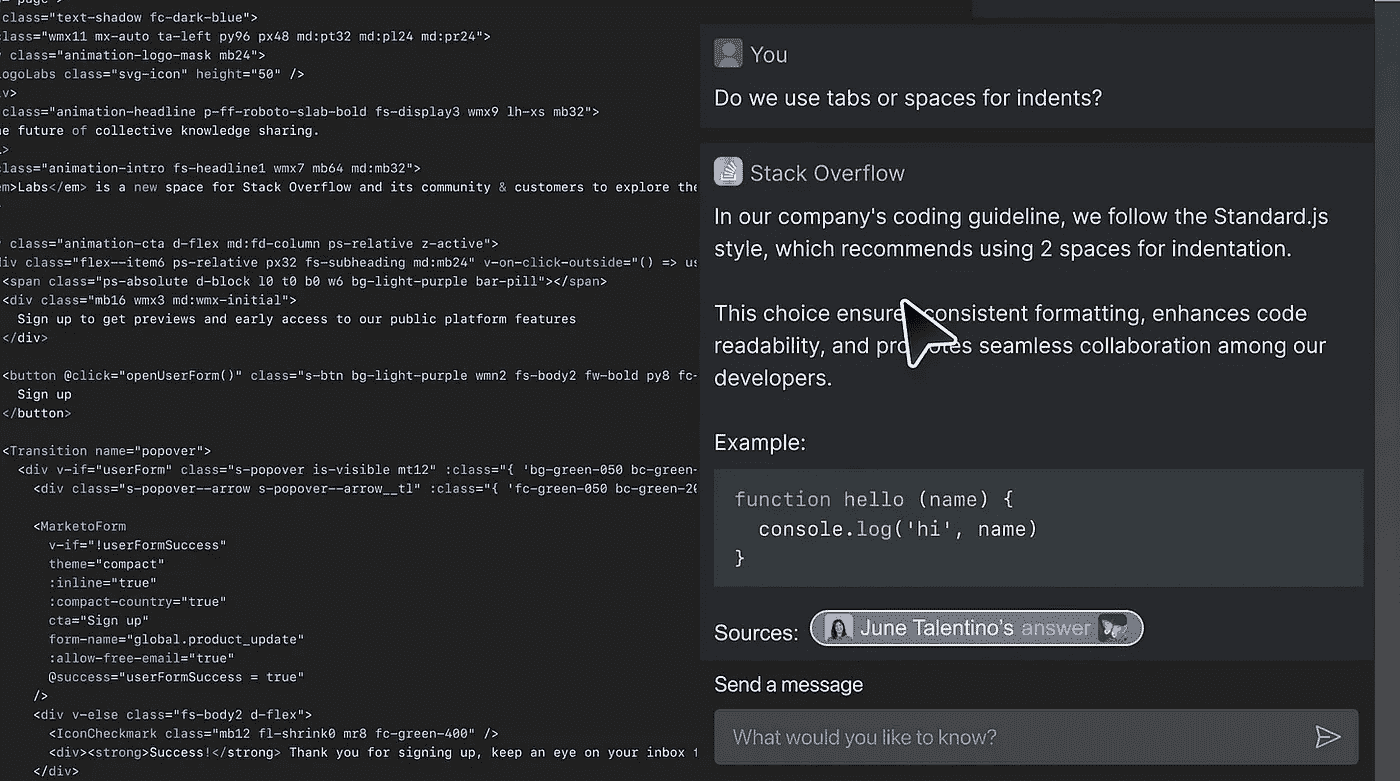 page">
class="text-shadow fc-dark-blue">
class="wmx11 mx-auto ta-left py96 px48 md:pt32 md:pl24 md:pr24">
class="animation-logo-mask mb24">
ogoLabs class="svg-icon" height="50" />
v>
class="animation-headline p-ff-roboto-slab-bold fs-display3 wmx9 lh-xs mb32">
e future of collective knowledge sharing.
>
class="animation-intro fs-headline1 wmx7 mb64 md:mb32">
em>Labs</em> is a new space for Stack Overflow and its community & customers to explore the
class="animation-cta d-flex md:fd-column ps-relative z-active">
div class="flex--item6 ps-relative px32 fs-subheading md:mb24" v-on-click-outside="() => us
<span class="ps-absolute d-block l0 t0 b0 w6 bg-light-purple bar-pill"></span>
<div class="mb16 wmx3 md:wmx-initial">
Sign up to get previews and early access to our public platform features
</div>
<button @click="openUserForm()" class="s-btn bg-light-purple wmn2 fs-body2 fw-bold py8 fc-
Sign up
</button>
<Transition name="popover">
<div v-if="userForm" class="s-popover is-visible mt12" :class="{ 'bg-green-050 bc-green-
<div class="s-popover--arrow s-popover--arrow__tl" :class="{ 'fc-green-050 bc-green-20
<MarketoForm
v-if="!userFormSuccess"
theme="compact"
:inline="true"
:compact-country="true"
cta="Sign up"
form-name="global.product_update"
:allow-free-email="true"
@success="userFormSuccess = true"
/>
<div v-else class="fs-body2 d-flex">
<IconCheckmark class="mb12 fl-shrink0 mr8 fc-green-400" />
<div><strong>Success!</strong> Thank you for signing up, keep an eye on your inbox f
</div>
You
Do we use tabs or spaces for indents?
Stack Overflow
In our company's coding guideline, we follow the Standard.js
style, which recommends using 2 spaces for indentation.
This choice ensures consistent formatting, enhances code
readability, and promotes seamless collaboration among our
developers.
Example:
function hello (name) {
console.log('hi', name)
}
Sources: June Talentino's answer
Send a message
What would you like to know?